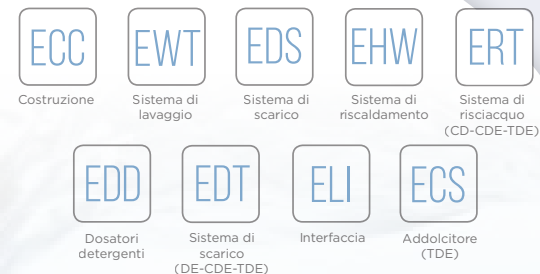 ECC EWT EDS EHW ERT
Costruzione Sistema di Sistema di Sistema di Sistema di
lavaggio scarico riscaldamento risciacquo
(CD-CDE-TDE)
EDD EDT ELI ECS
Dosatori Sistema di Interfaccia Addolcitore
detergenti scarico (TDE)
(DE-CDE-TDE)